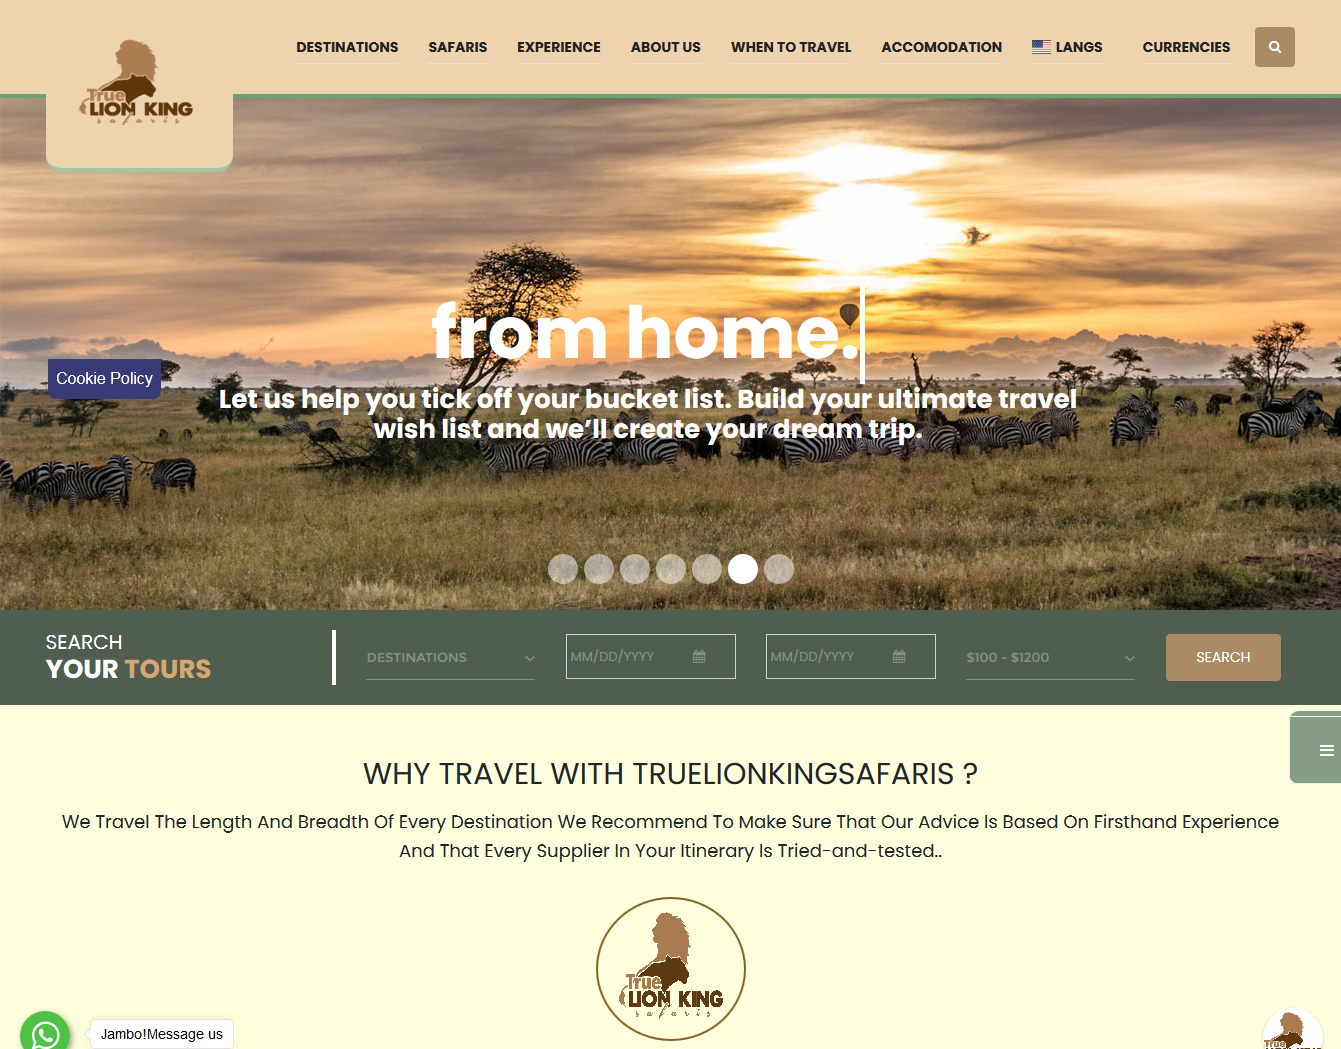 True
LION KING
safaris
DESTINATIONS
SAFARIS
EXPERIENCE
ABOUT US
WHEN TO TRAVEL
ACCOMODATION
LANGS
CURRENCIES
from home.
Cookie Policy
Let us help you tick off your bucket list. Build your ultimate travel
wish list and we’ll create your dream trip.
SEARCH
YOUR TOURS
DESTINATIONS
MM/DD/YYYY
MM/DD/YYYY
$100 - $1200
SEARCH
WHY TRAVEL WITH TRUELIONKINGSAFARIS ?
We Travel The Length And Breadth Of Every Destination We Recommend To Make Sure That Our Advice Is Based On Firsthand Experience
And That Every Supplier In Your Itinerary Is Tried-and-tested..
True
LION KING
safaris
Jambo!Message us
True